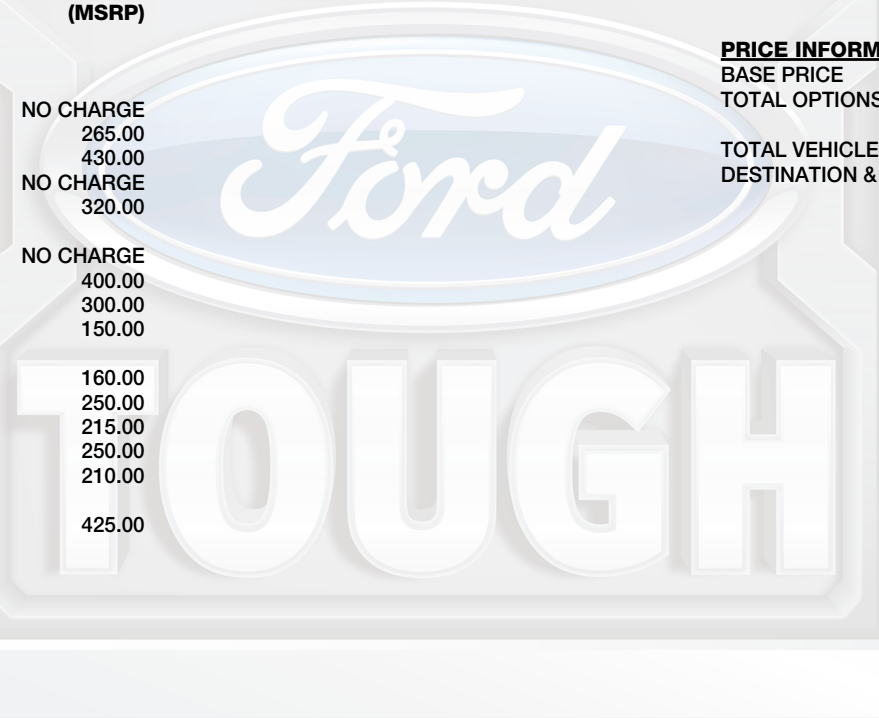 (MSRP)
NO CHARGE
265.00
430.00
NO CHARGE
320.00
NO CHARGE
400.00
300.00
150.00
160.00
250.00
215.00
250.00
210.00
425.00
PRICE INFORM
BASE PRICE
TOTAL OPTIONS
TOTAL VEHICLE
DESTINATION &
Ford
TOUGH